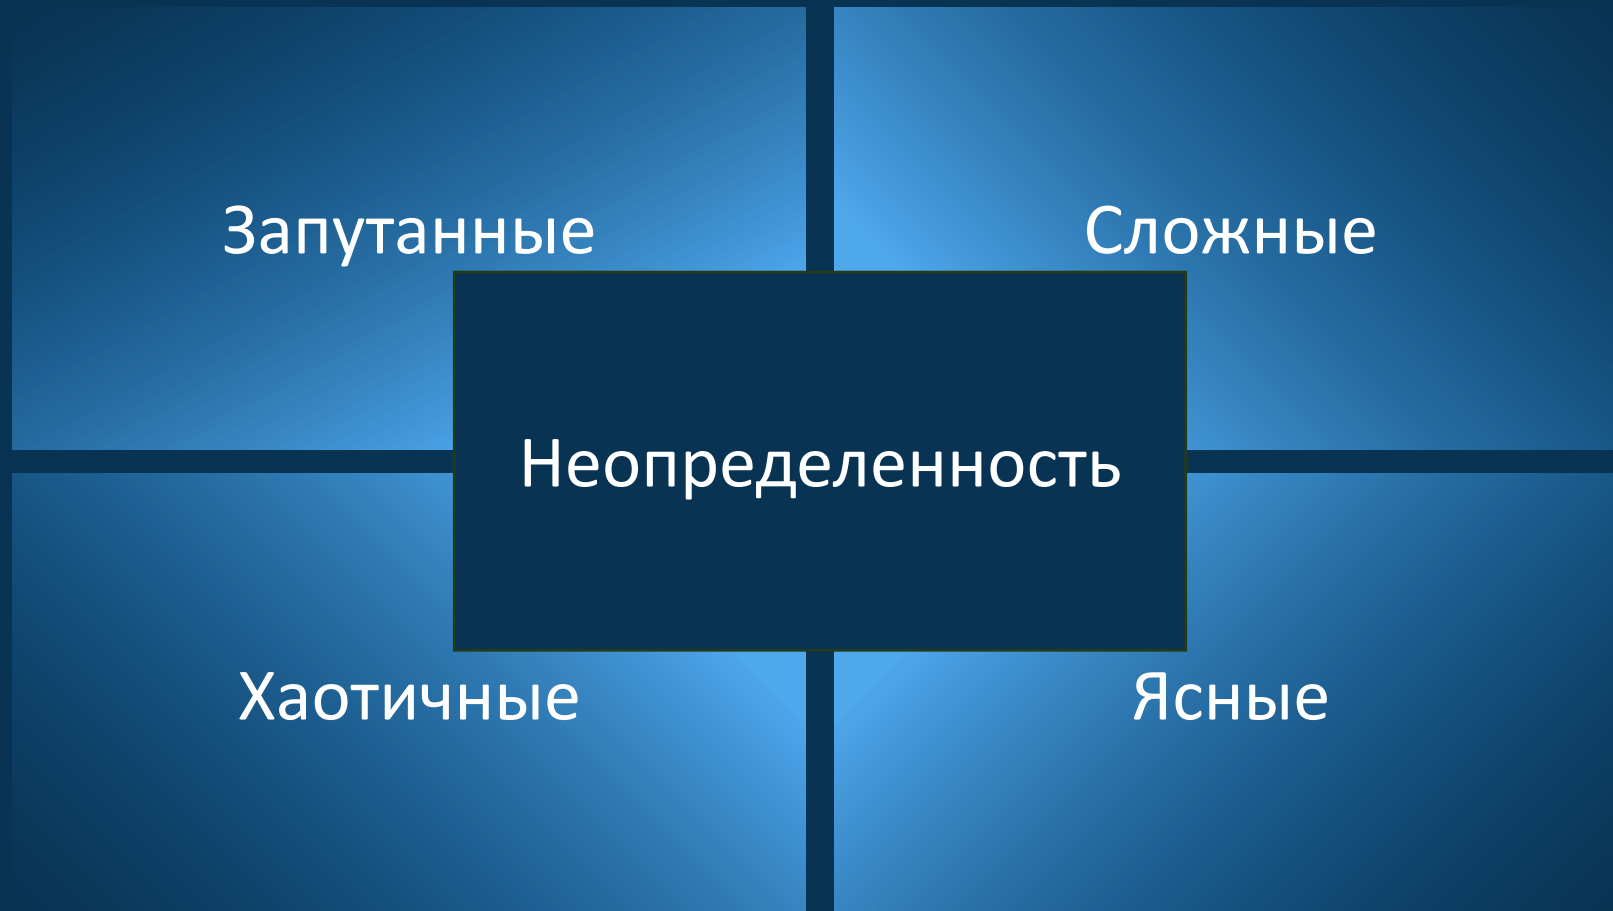 Запутанные
Сложные
Неопределенность
Хаотичные
Ясные